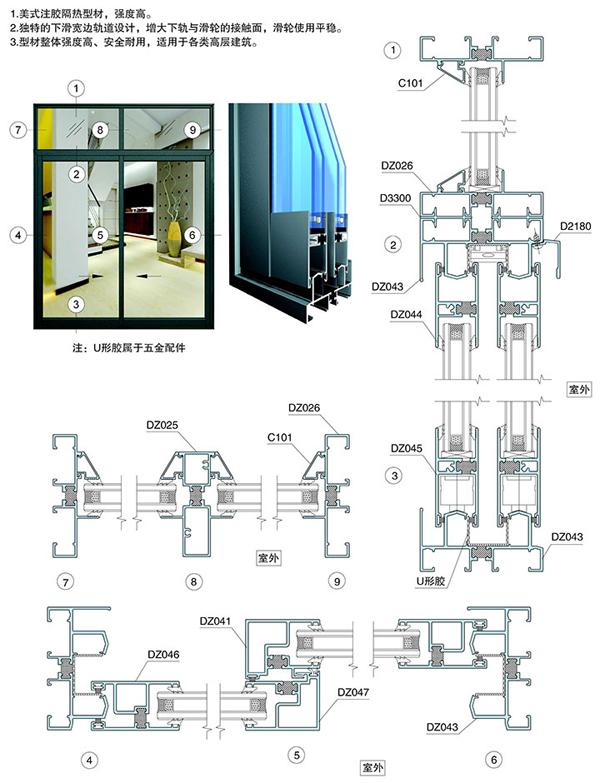 1.美式注胶隔热型材，强度高。
2.独特的下滑宽边轨道设计，增大下轨与滑轮的接触面，滑轮使用平稳。
3.型材整体强度高、安全耐用，适用于各类高层建筑。
1
7
8
9
2
4
5
6
3
注：U形胶属于五金配件
1
C101
DZ026
D3300
D2180
2
DZ043
DZ044
室外
DZ045
3
U形胶
DZ043
DZ026
DZ025
C101
室外
7
8
9
DZ041
DZ046
DZ047
DZ043
4
5
6
室外